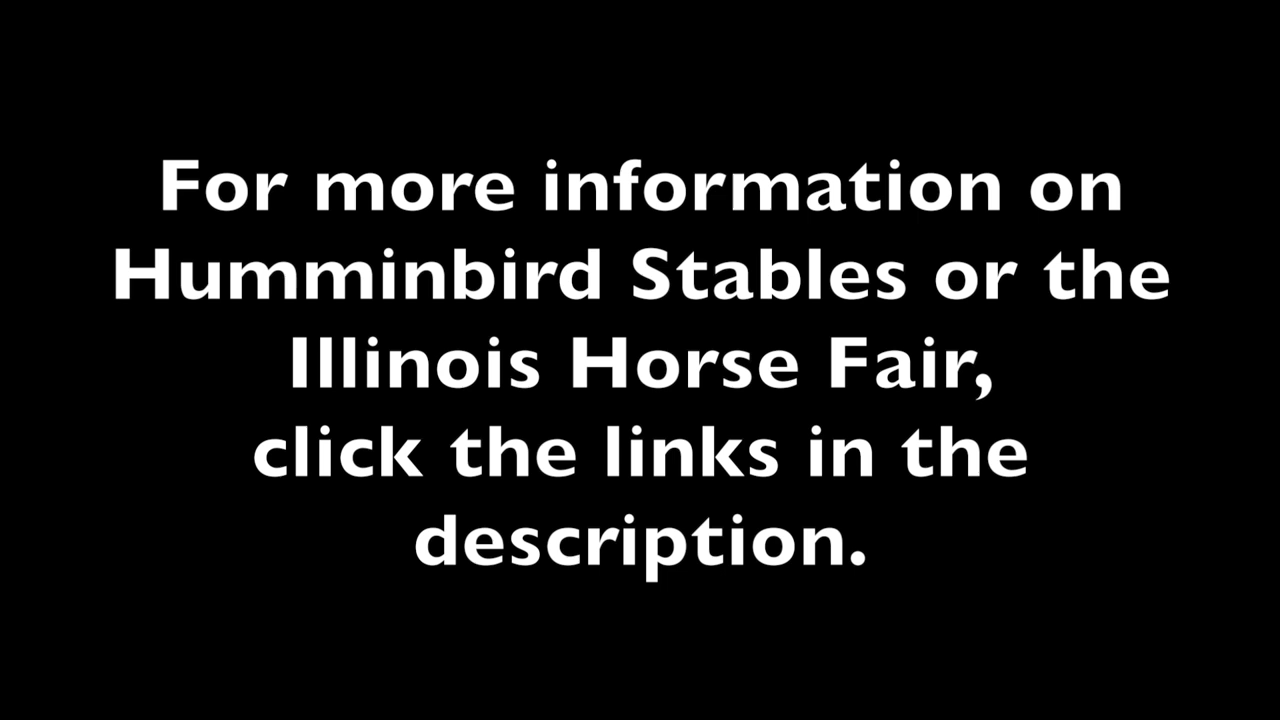 For more information on
Humminbird Stables or the
Illinois Horse Fair,
click the links in the
description.